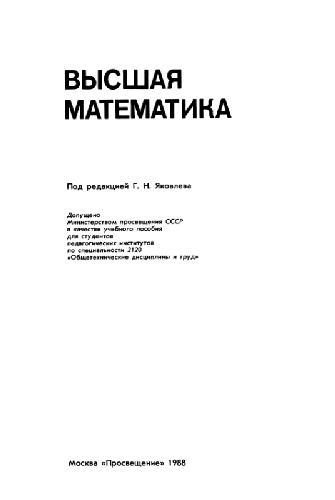 ВЫСШАЯ
МАТЕМАТИКА
Под редакцией Г. Н. Яковлева
Допущено
Министерством просвещения СССР
в качестве учебного пособия
для студентов
педагогических институтов
по специальности 2120
«Общетехнические дисциплины и труд»
Москва «Просвещение» 1988